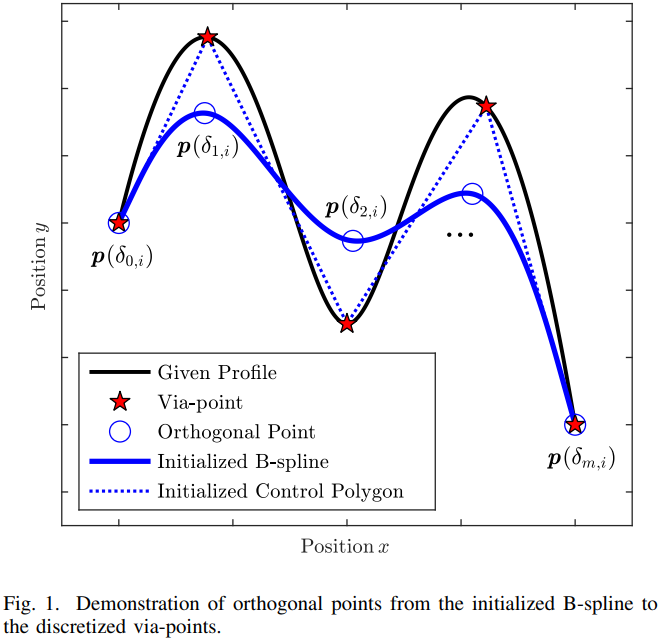 p(δ1,i)
p(δ2,i)
p(δ0,i)
...
p(δm,i)
Position y
Given Profile
Via-point
Orthogonal Point
Initialized B-spline
Initialized Control Polygon
Position x
Fig. 1. Demonstration of orthogonal points from the initialized B-spline to
the discretized via-points.